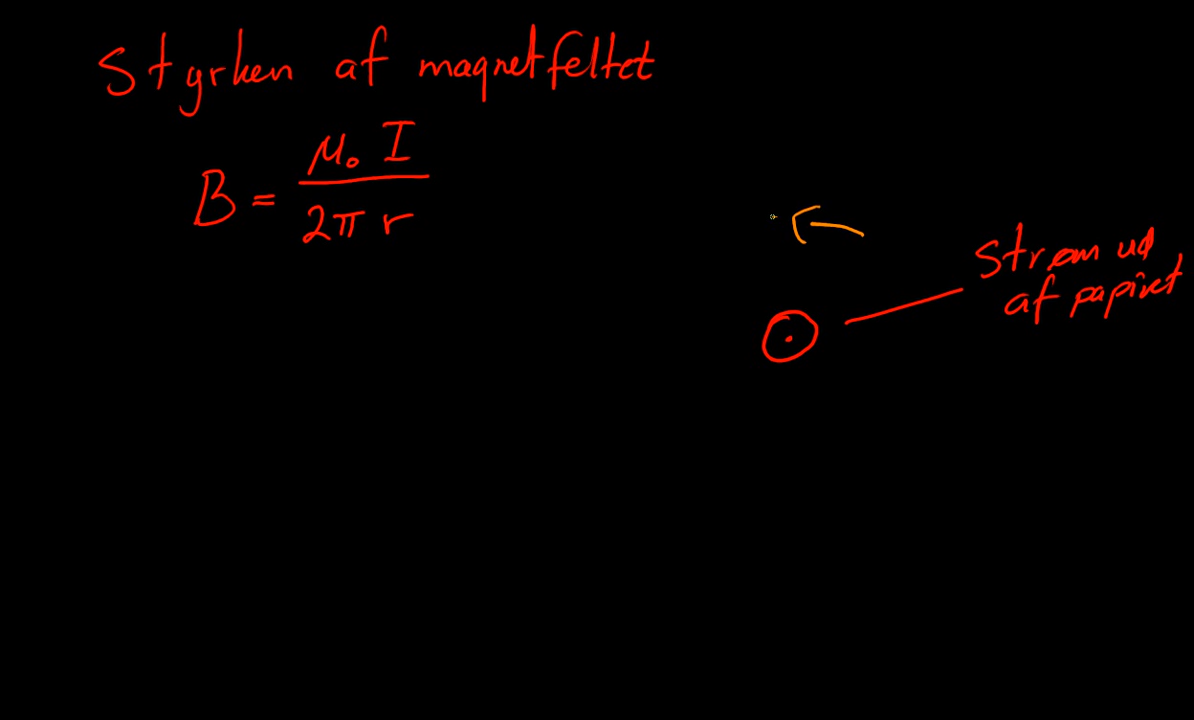 Styrken af magnetfeltet
B = μ₀ I / 2π r
Strøm ud
af papiret